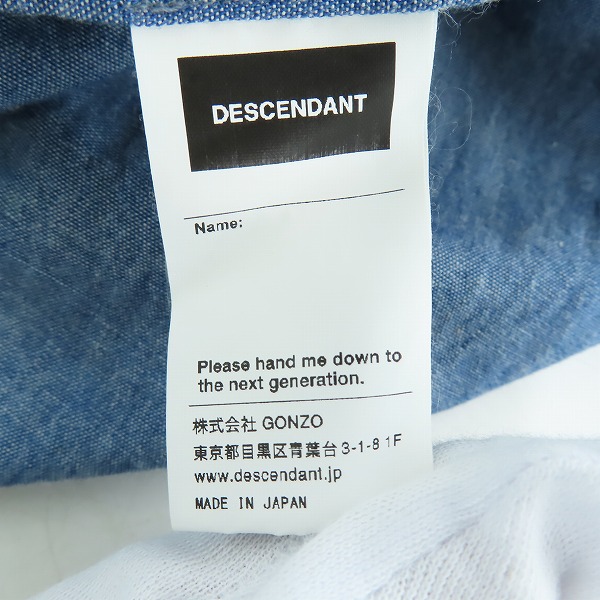 DESCENDANT
Name:
Please hand me down to
the next generation.
株式会社 GONZO
東京都目黒区青葉台3-1-8 1F
www.descendant.jp
MADE IN JAPAN